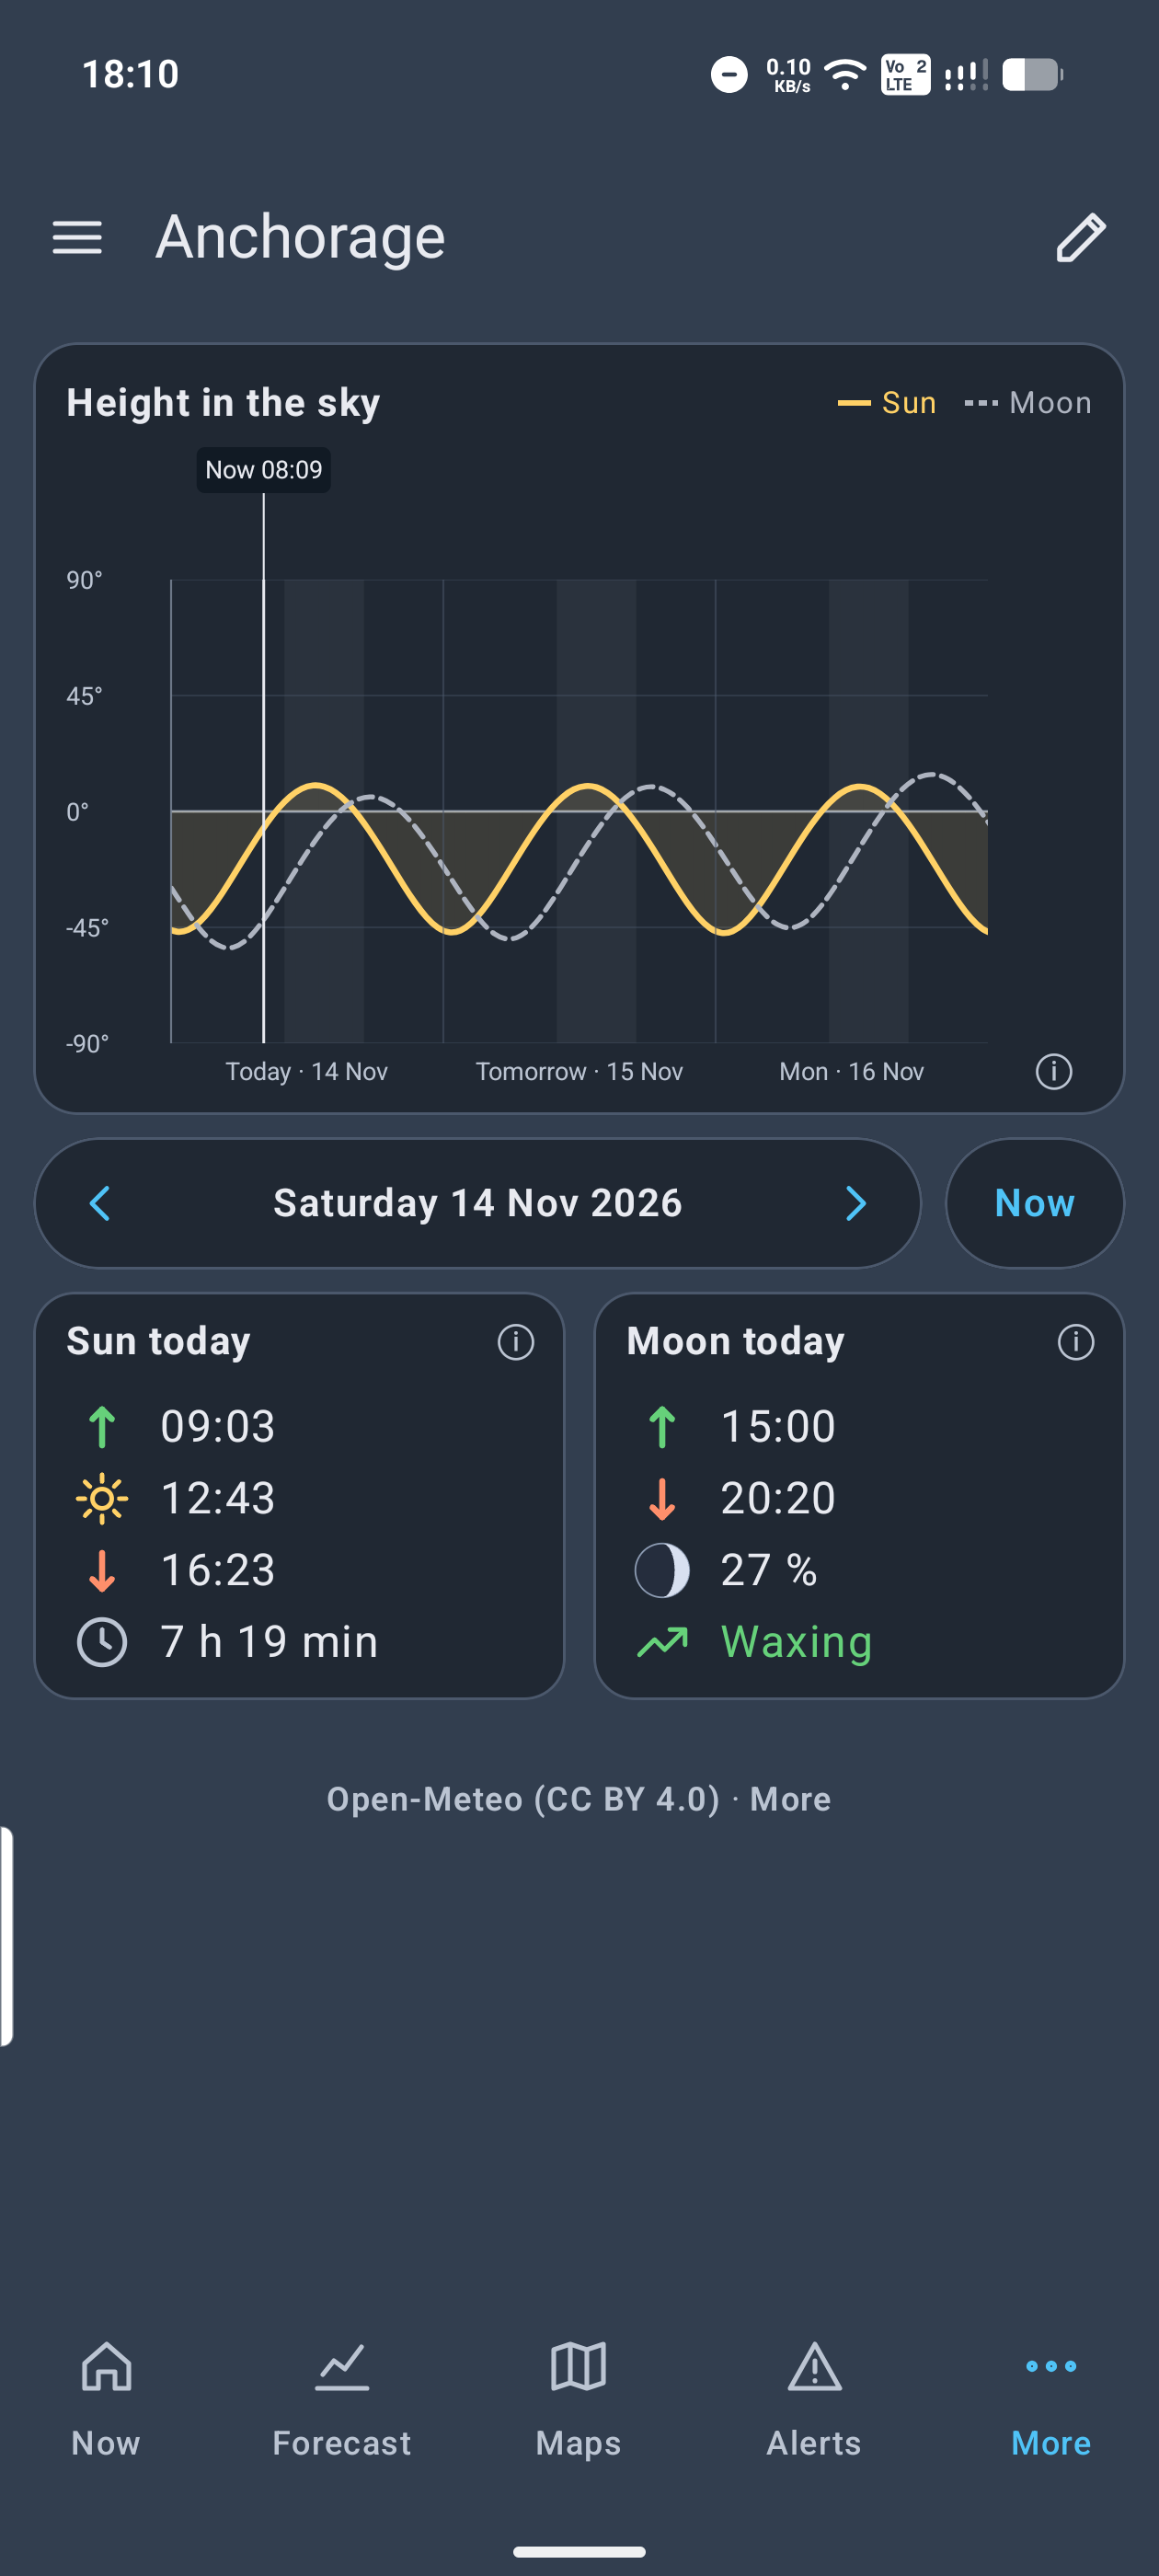 18:10
0.10
KB/s
Vo 2
LTE
Anchorage
Height in the sky
Sun Moon
Now 08:09
90°
45°
0°
-45°
-90°
Today · 14 Nov Tomorrow · 15 Nov Mon · 16 Nov
Saturday 14 Nov 2026
Now
Sun today
09:03
12:43
16:23
7 h 19 min
Moon today
15:00
20:20
27 %
Waxing
Open-Meteo (CC BY 4.0) · More
Now Forecast Maps Alerts More